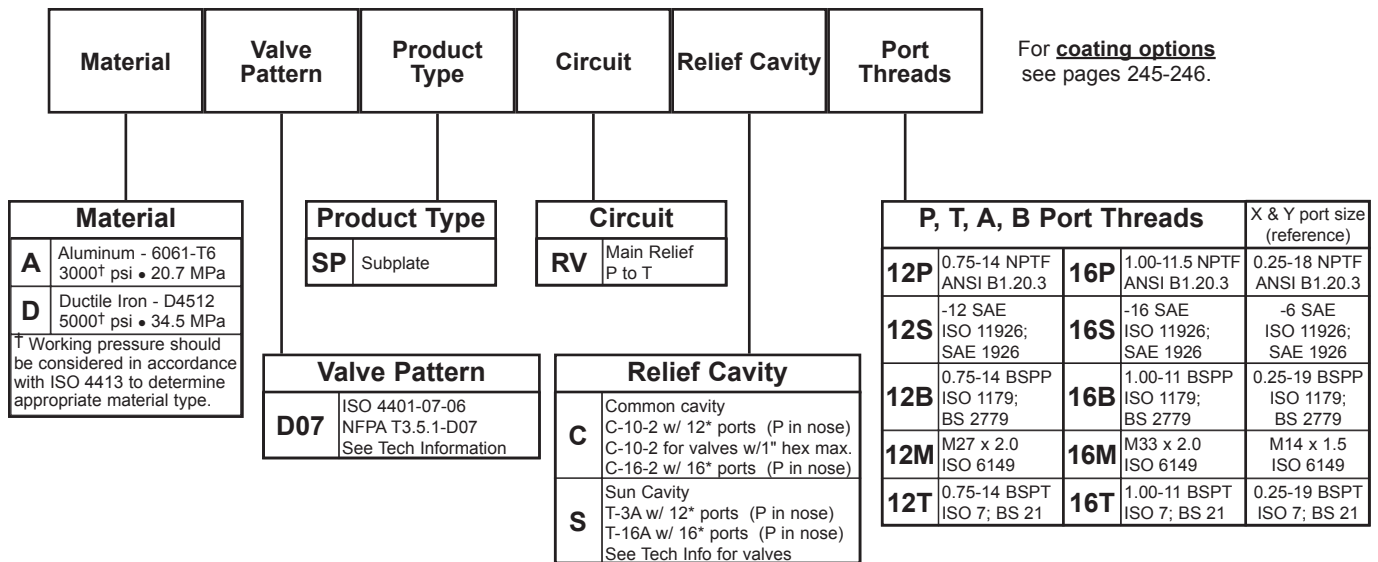 Material
Valve
Pattern
Product
Type
Circuit
Relief Cavity
Port
Threads
For coating options
see pages 245-246.
Material
A
Aluminum - 6061-T6
3000† psi • 20.7 MPa
D
Ductile Iron - D4512
5000† psi • 34.5 MPa
† Working pressure should
be considered in accordance
with ISO 4413 to determine
appropriate material type.
Valve Pattern
D07
ISO 4401-07-06
NFPA T3.5.1-D07
See Tech Information
Product Type
SP
Subplate
Circuit
RV
Main Relief
P to T
Relief Cavity
C
Common cavity
C-10-2 w/ 12* ports (P in nose)
C-10-2 for valves w/1" hex max.
C-16-2 w/ 16* ports (P in nose)
S
Sun Cavity
T-3A w/ 12* ports (P in nose)
T-16A w/ 16* ports (P in nose)
See Tech Info for valves
P, T, A, B Port Threads
X & Y port size
(reference)
12P
0.75-14 NPTF
ANSI B1.20.3
16P
1.00-11.5 NPTF
ANSI B1.20.3
0.25-18 NPTF
ANSI B1.20.3
12S
-12 SAE
ISO 11926;
SAE 1926
16S
-16 SAE
ISO 11926;
SAE 1926
-6 SAE
ISO 11926;
SAE 1926
12B
0.75-14 BSPP
ISO 1179;
BS 2779
16B
1.00-11 BSPP
ISO 1179;
BS 2779
0.25-19 BSPP
ISO 1179;
BS 2779
12M
M27 x 2.0
ISO 6149
16M
M33 x 2.0
ISO 6149
M14 x 1.5
ISO 6149
12T
0.75-14 BSPT
ISO 7; BS 21
16T
1.00-11 BSPT
ISO 7; BS 21
0.25-19 BSPT
ISO 7; BS 21